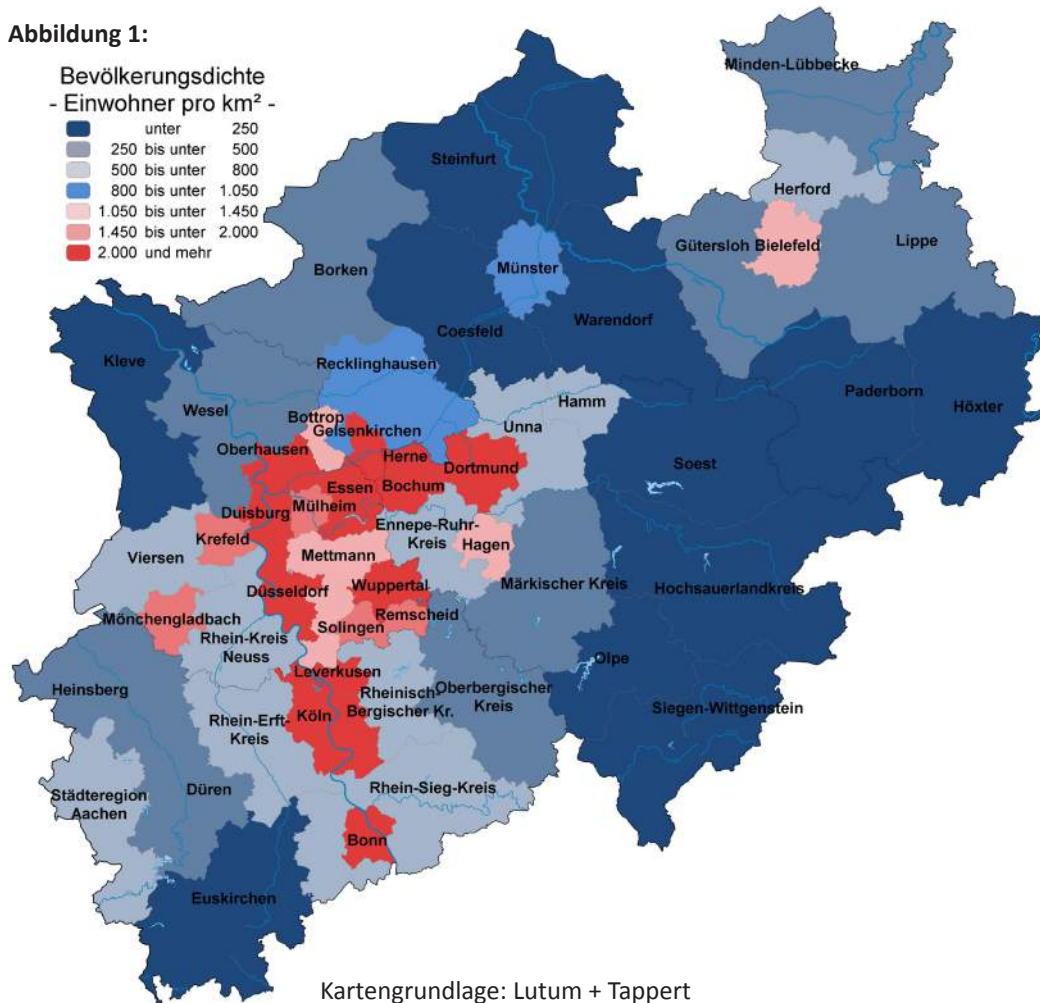 Abbildung 1:
Bevölkerungsdichte
- Einwohner pro km² -
unter 250
250 bis unter 500
500 bis unter 800
800 bis unter 1.050
1.050 bis unter 1.450
1.450 bis unter 2.000
2.000 und mehr
Minden-Lübbecke
Steinfurt
Herford
Borken
Münster
Gütersloh
Bielefeld
Lippe
Coesfeld
Warendorf
Kleve
Recklinghausen
Paderborn
Höxter
Wesel
Bottrop
Hamm
Gelsenkirchen
Unna
Oberhausen
Herne
Dortmund
Soest
Essen
Bochum
Duisburg
Mülheim
Ennepe-Ruhr-
Kreis
Krefeld
Hagen
Viersen
Mettmann
Wuppertal
Märkischer Kreis
Hochsauerlandkreis
Düsseldorf
Mönchengladbach
Remscheid
Solingen
Rhein-Kreis
Neuss
Olpe
Leverkusen
Heinsberg
Rheinisch-
Bergischer Kr.
Oberbergischer
Kreis
Siegen-Wittgenstein
Köln
Rhein-Erft-
Kreis
Düren
Rhein-Sieg-Kreis
Städteregion
Aachen
Bonn
Euskirchen
Kartengrundlage: Lutum + Tappert